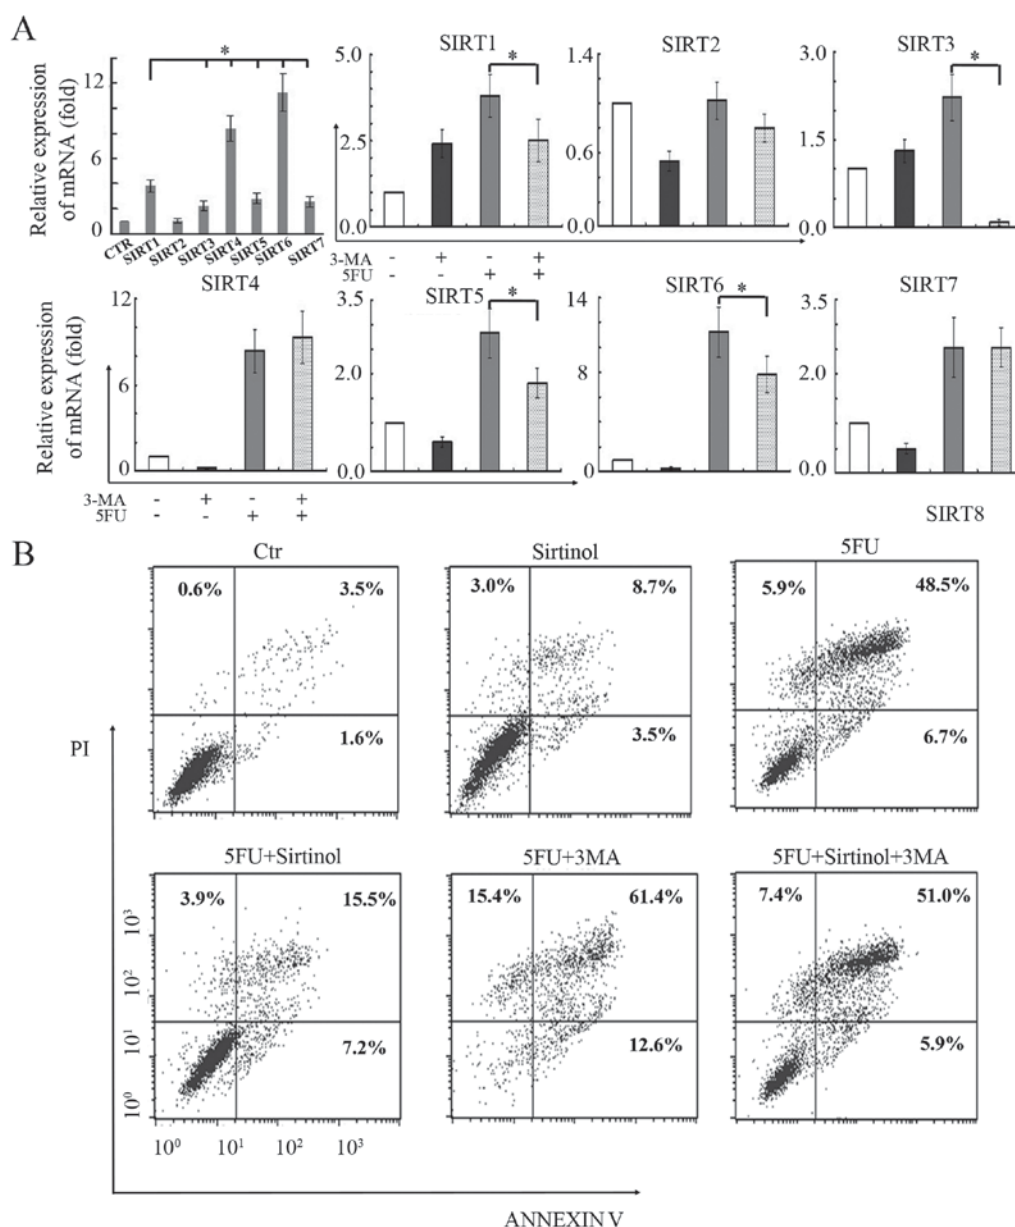 A
Relative expression
of mRNA (fold)
12
8
4
0
CTR
SIRT1
SIRT2
SIRT3
SIRT4
SIRT5
SIRT6
SIRT7
*
SIRT1
5.0
2.5
0.0
*
3-MA - + - +
5FU - - + +
SIRT2
1.4
0.6
0.0
SIRT3
3.0
1.5
0.0
*
SIRT4
Relative expression
of mRNA (fold)
12
6
0
3-MA - + - +
5FU - - + +
SIRT5
3.5
2.0
0.0
*
SIRT6
14
8
0
*
SIRT7
3.5
2.0
0.0
SIRT8
B
Ctr
0.6% 3.5%
1.6%
Sirtinol
3.0% 8.7%
3.5%
5FU
5.9% 48.5%
6.7%
PI
5FU+Sirtinol
3.9% 15.5%
7.2%
10³
10²
10¹
10⁰
10⁰ 10¹ 10² 10³
5FU+3MA
15.4% 61.4%
12.6%
5FU+Sirtinol+3MA
7.4% 51.0%
5.9%
ANNEXIN V